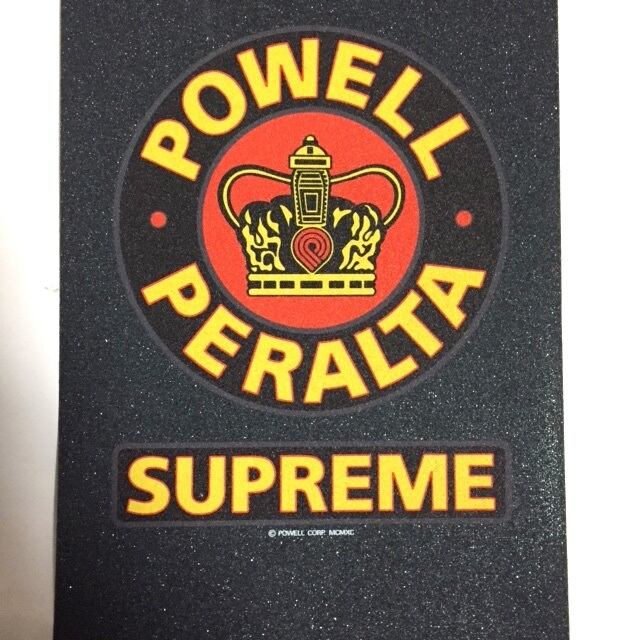 POWELL
PERALTA
SUPREME
© POWELL CORP. MCMXC